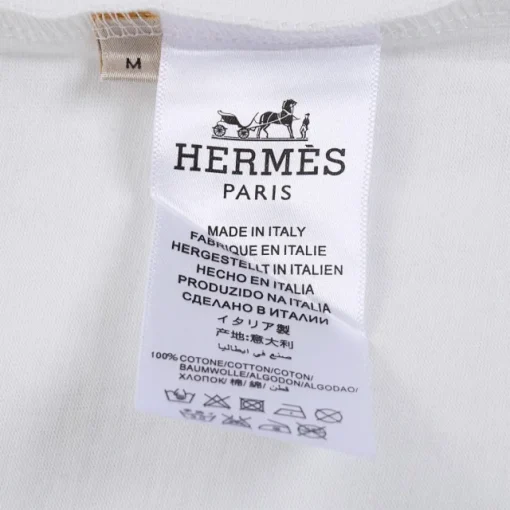 M
HERMÈS
PARIS
MADE IN ITALY
FABRIQUE EN ITALIE
HERGESTELLT IN ITALIEN
HECHO EN ITALIA
PRODUZIDO NA ITALIA
СДЕЛАНО В ИТАЛИИ
イタリア製
产地:意大利
صنع في ايطاليا
100% COTONE/COTTON/COTON/
BAUMWOLLE/ALGODON/ALGODAO/
ХЛОПОК/ 棉/ 綿/ قطن